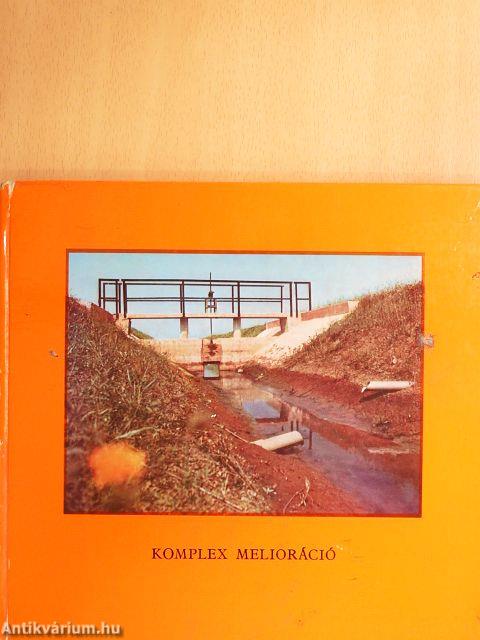 KOMPLEX MELIORÁCIÓ
Antikvárium.hu